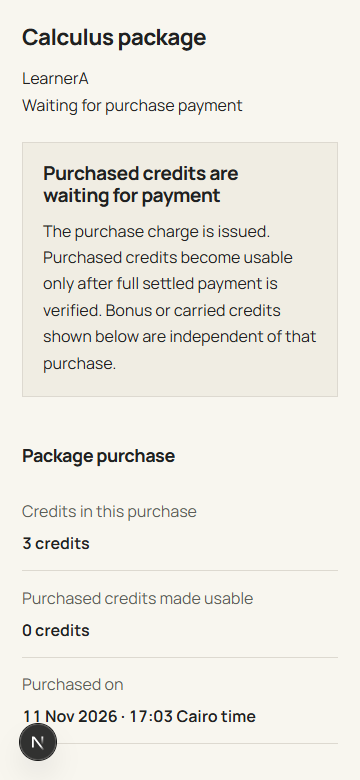 Calculus package
LearnerA
Waiting for purchase payment
Purchased credits are
waiting for payment
The purchase charge is issued.
Purchased credits become usable
only after full settled payment is
verified. Bonus or carried credits
shown below are independent of that
purchase.
Package purchase
Credits in this purchase
3 credits
Purchased credits made usable
0 credits
Purchased on
11 Nov 2026 · 17:03 Cairo time
N